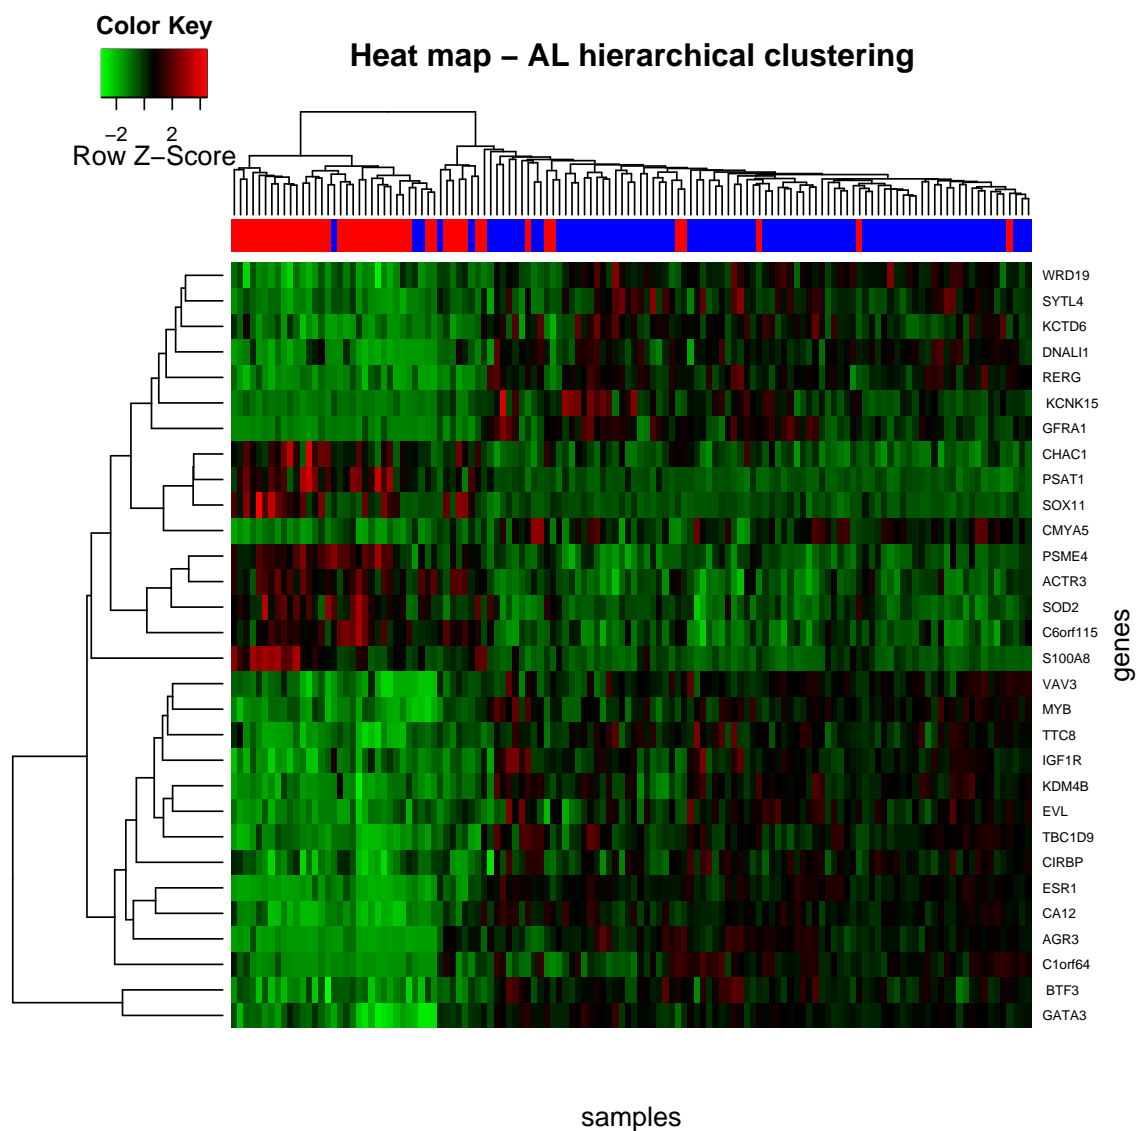 Color Key
Heat map – AL hierarchical clustering
−2 2
Row Z−Score
WRD19
SYTL4
KCTD6
DNALI1
RERG
KCNK15
GFRA1
CHAC1
PSAT1
SOX11
CMYA5
PSME4
ACTR3
SOD2
C6orf115
S100A8
VAV3
MYB
TTC8
IGF1R
KDM4B
EVL
TBC1D9
CIRBP
ESR1
CA12
AGR3
C1orf64
BTF3
GATA3
genes
samples